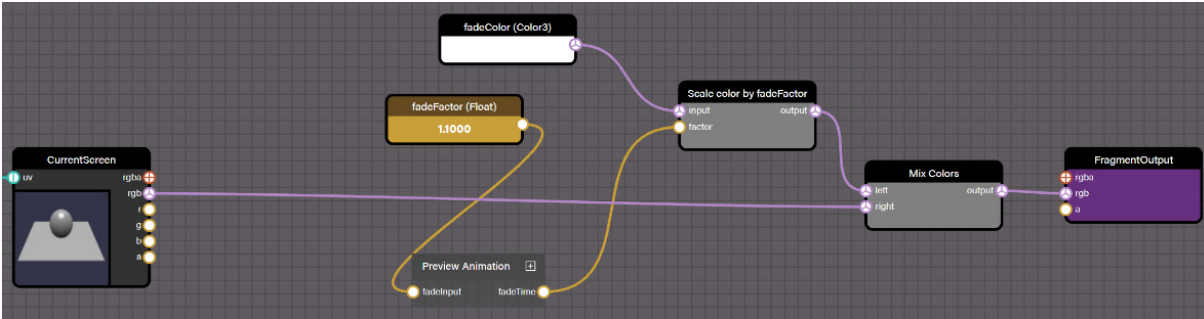 fadeColor (Color3)
fadeFactor (Float)
1.1000
Scale color by fadeFactor
input output
factor
CurrentScreen
uv rgba
rgb
r
g
b
a
Preview Animation
fadeInput fadeTime
Mix Colors
left output
right
FragmentOutput
rgba
rgb
a